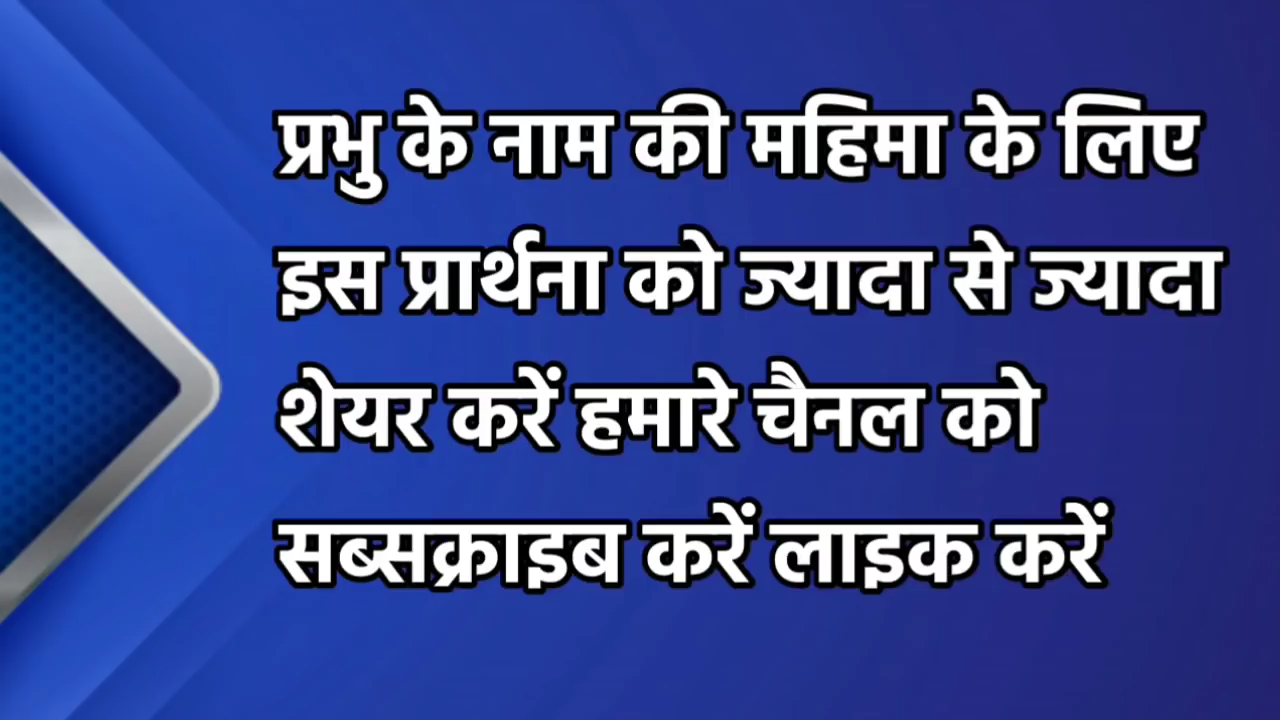 प्रभु के नाम की महिमा के लिए
इस प्रार्थना को ज्यादा से ज्यादा
शेयर करें हमारे चैनल को
सब्सक्राइब करें लाइक करें